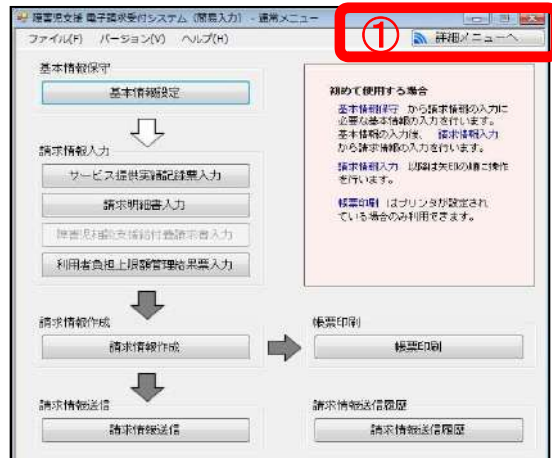 障害児支援 電子請求受付システム (簡易入力) - 通常メニュー
ファイル(F) バージョン(V) ヘルプ(H)
①
詳細メニューへ
基本情報保守
基本情報設定
初めて使用する場合
基本情報保守 から請求情報の入力に
必要な基本情報の入力を行います。
基本情報の入力後、 請求情報入力
から請求情報の入力を行います。
請求情報入力 以降は矢印の順に操作
を行います。
帳票印刷 はプリンタが設定され
ている場合のみ利用できます。
請求情報入力
サービス提供実績記録票入力
請求明細書入力
障害児相談支援給付費請求書入力
利用者負担上限額管理結果票入力
請求情報作成
請求情報作成
帳票印刷
帳票印刷
請求情報送信
請求情報送信
請求情報送信履歴
請求情報送信履歴